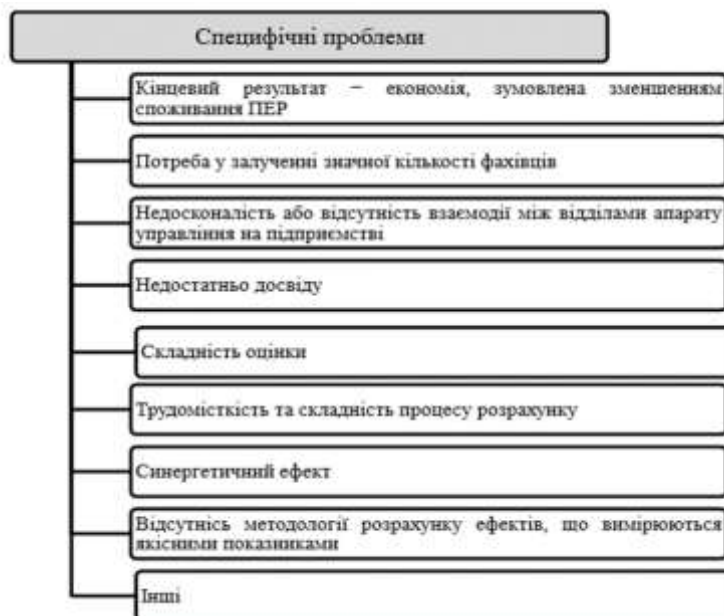 Специфічні проблеми
Кінцевий результат – економія, зумовлена зменшенням
споживання ПЕР
Потреба у залученні значної кількості фахівців
Недосконалість або відсутність взаємодії між відділами апарату
управління на підприємстві
Недостатньо досвіду
Складність оцінки
Трудомісткість та складність процесу розрахунку
Синергетичний ефект
Відсутнісь методології розрахунку ефектів, що вимірюються
якісними показниками
Інші